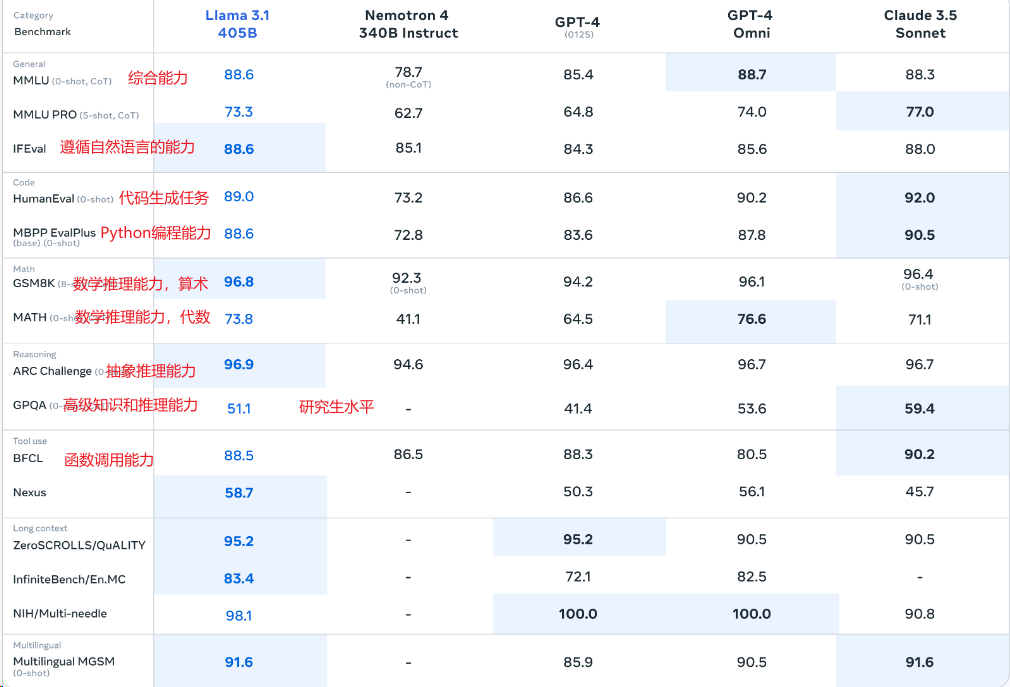 Category
Benchmark
Llama 3.1
405B
Nemotron 4
340B Instruct
GPT-4
(0125)
GPT-4
Omni
Claude 3.5
Sonnet
General
MMLU (0-shot, CoT) 综合能力 88.6 78.7 85.4 88.7 88.3
(non-CoT)
MMLU PRO (5-shot, CoT) 73.3 62.7 64.8 74.0 77.0
IFEval 遵循自然语言的能力 88.6 85.1 84.3 85.6 88.0
Code
HumanEval (0-shot) 代码生成任务 89.0 73.2 86.6 90.2 92.0
MBPP EvalPlus Python编程能力 88.6 72.8 83.6 87.8 90.5
(base) (0-shot)
Math
GSM8K (8- 数学推理能力，算术 96.8 92.3 94.2 96.1 96.4
(0-shot) (0-shot)
MATH (0-sh 数学推理能力，代数 73.8 41.1 64.5 76.6 71.1
Reasoning
ARC Challenge (0- 抽象推理能力 96.9 94.6 96.4 96.7 96.7
GPQA (0- 高级知识和推理能力 51.1 研究生水平 - 41.4 53.6 59.4
Tool use
BFCL 函数调用能力 88.5 86.5 88.3 80.5 90.2
Nexus 58.7 - 50.3 56.1 45.7
Long context
ZeroSCROLLS/QuALITY 95.2 - 95.2 90.5 90.5
InfiniteBench/En.MC 83.4 - 72.1 82.5 -
NIH/Multi-needle 98.1 - 100.0 100.0 90.8
Multilingual
Multilingual MGSM 91.6 - 85.9 90.5 91.6
(0-shot)